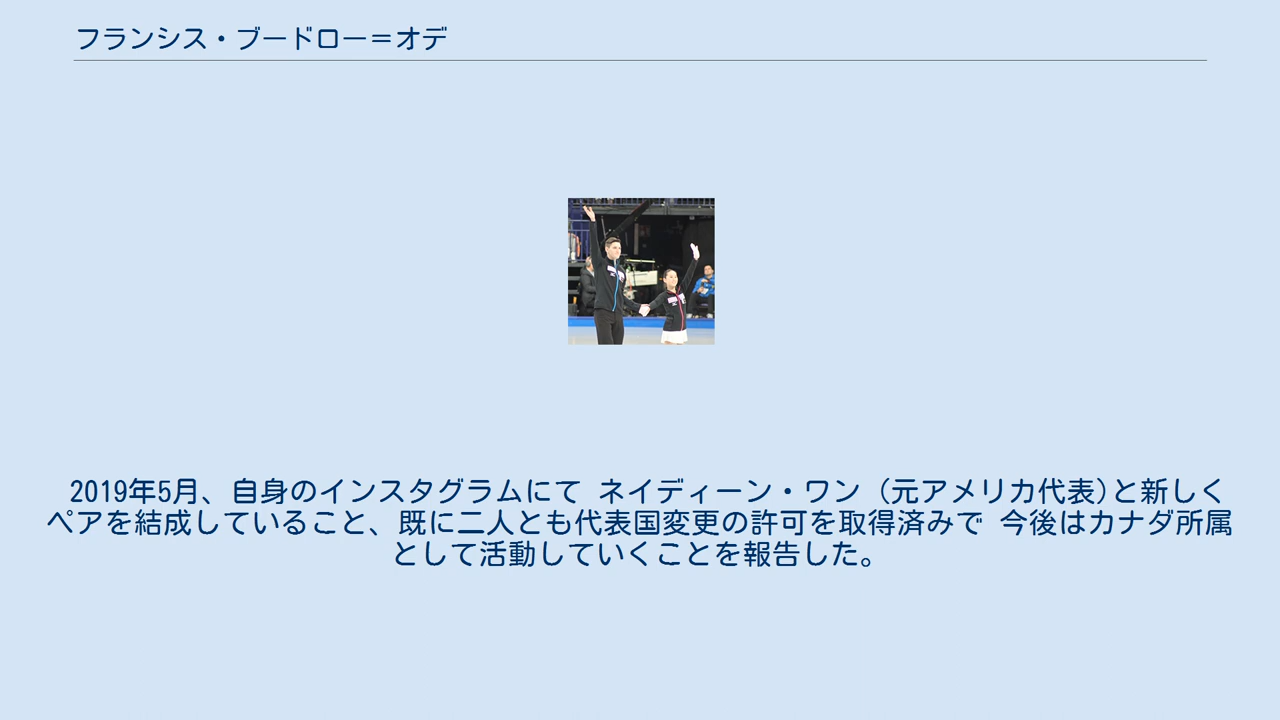 フランシス・ブードロー＝オデ
2019年5月、自身のインスタグラムにて ネイディーン・ワン (元アメリカ代表)と新しく
ペアを結成していること、既に二人とも代表国変更の許可を取得済みで 今後はカナダ所属
として活動していくことを報告した。